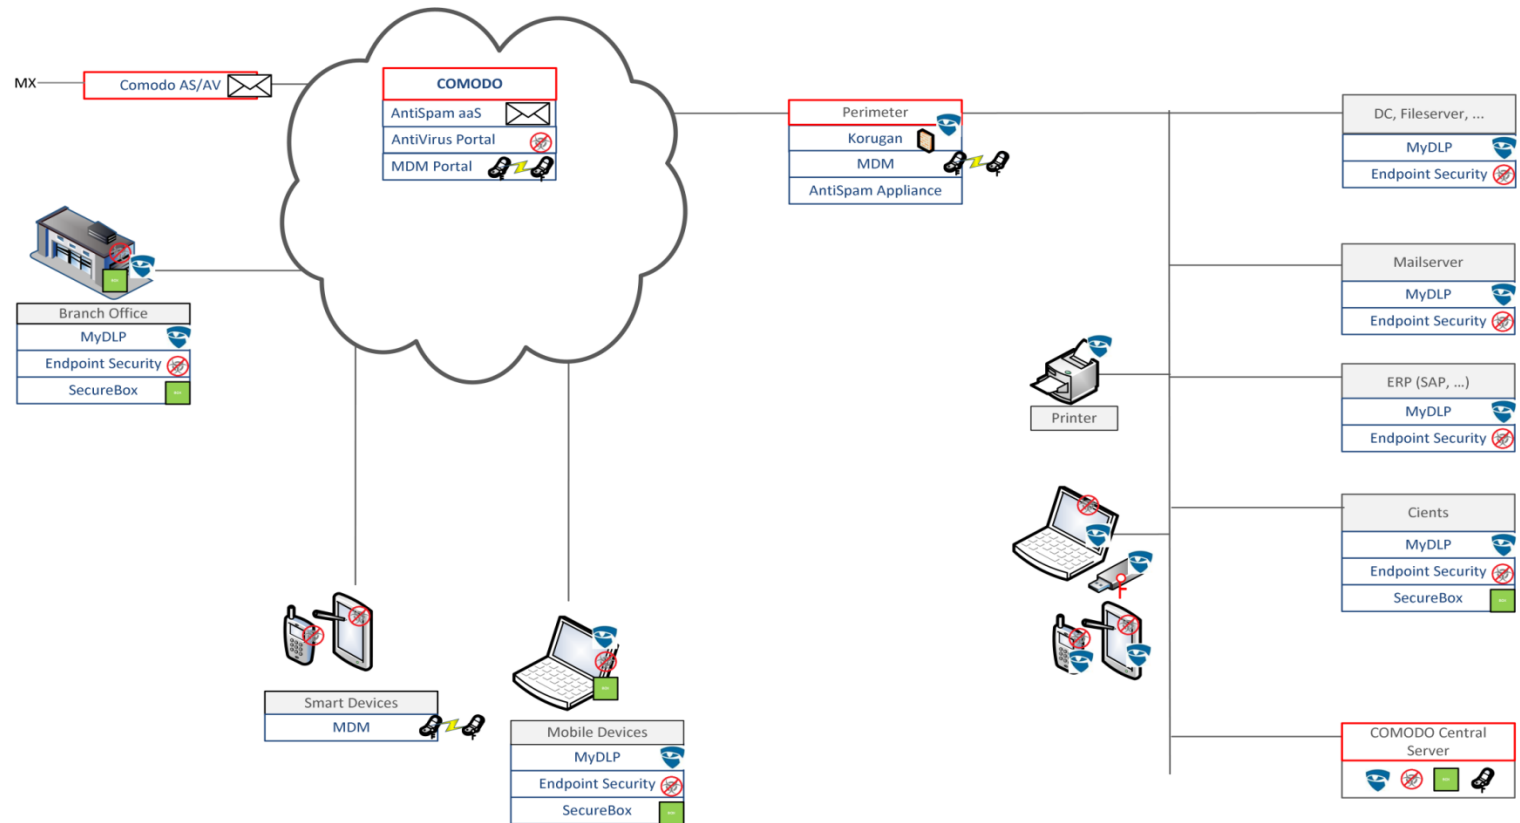 MX
Comodo AS/AV
COMODO
AntiSpam aaS
AntiVirus Portal
MDM Portal
Perimeter
Korugan
MDM
AntiSpam Appliance
DC, Fileserver, ...
MyDLP
Endpoint Security
Mailserver
MyDLP
Endpoint Security
Branch Office
MyDLP
Endpoint Security
SecureBox
Printer
ERP (SAP, ...)
MyDLP
Endpoint Security
Cients
MyDLP
Endpoint Security
SecureBox
Smart Devices
MDM
Mobile Devices
MyDLP
Endpoint Security
SecureBox
COMODO Central
Server